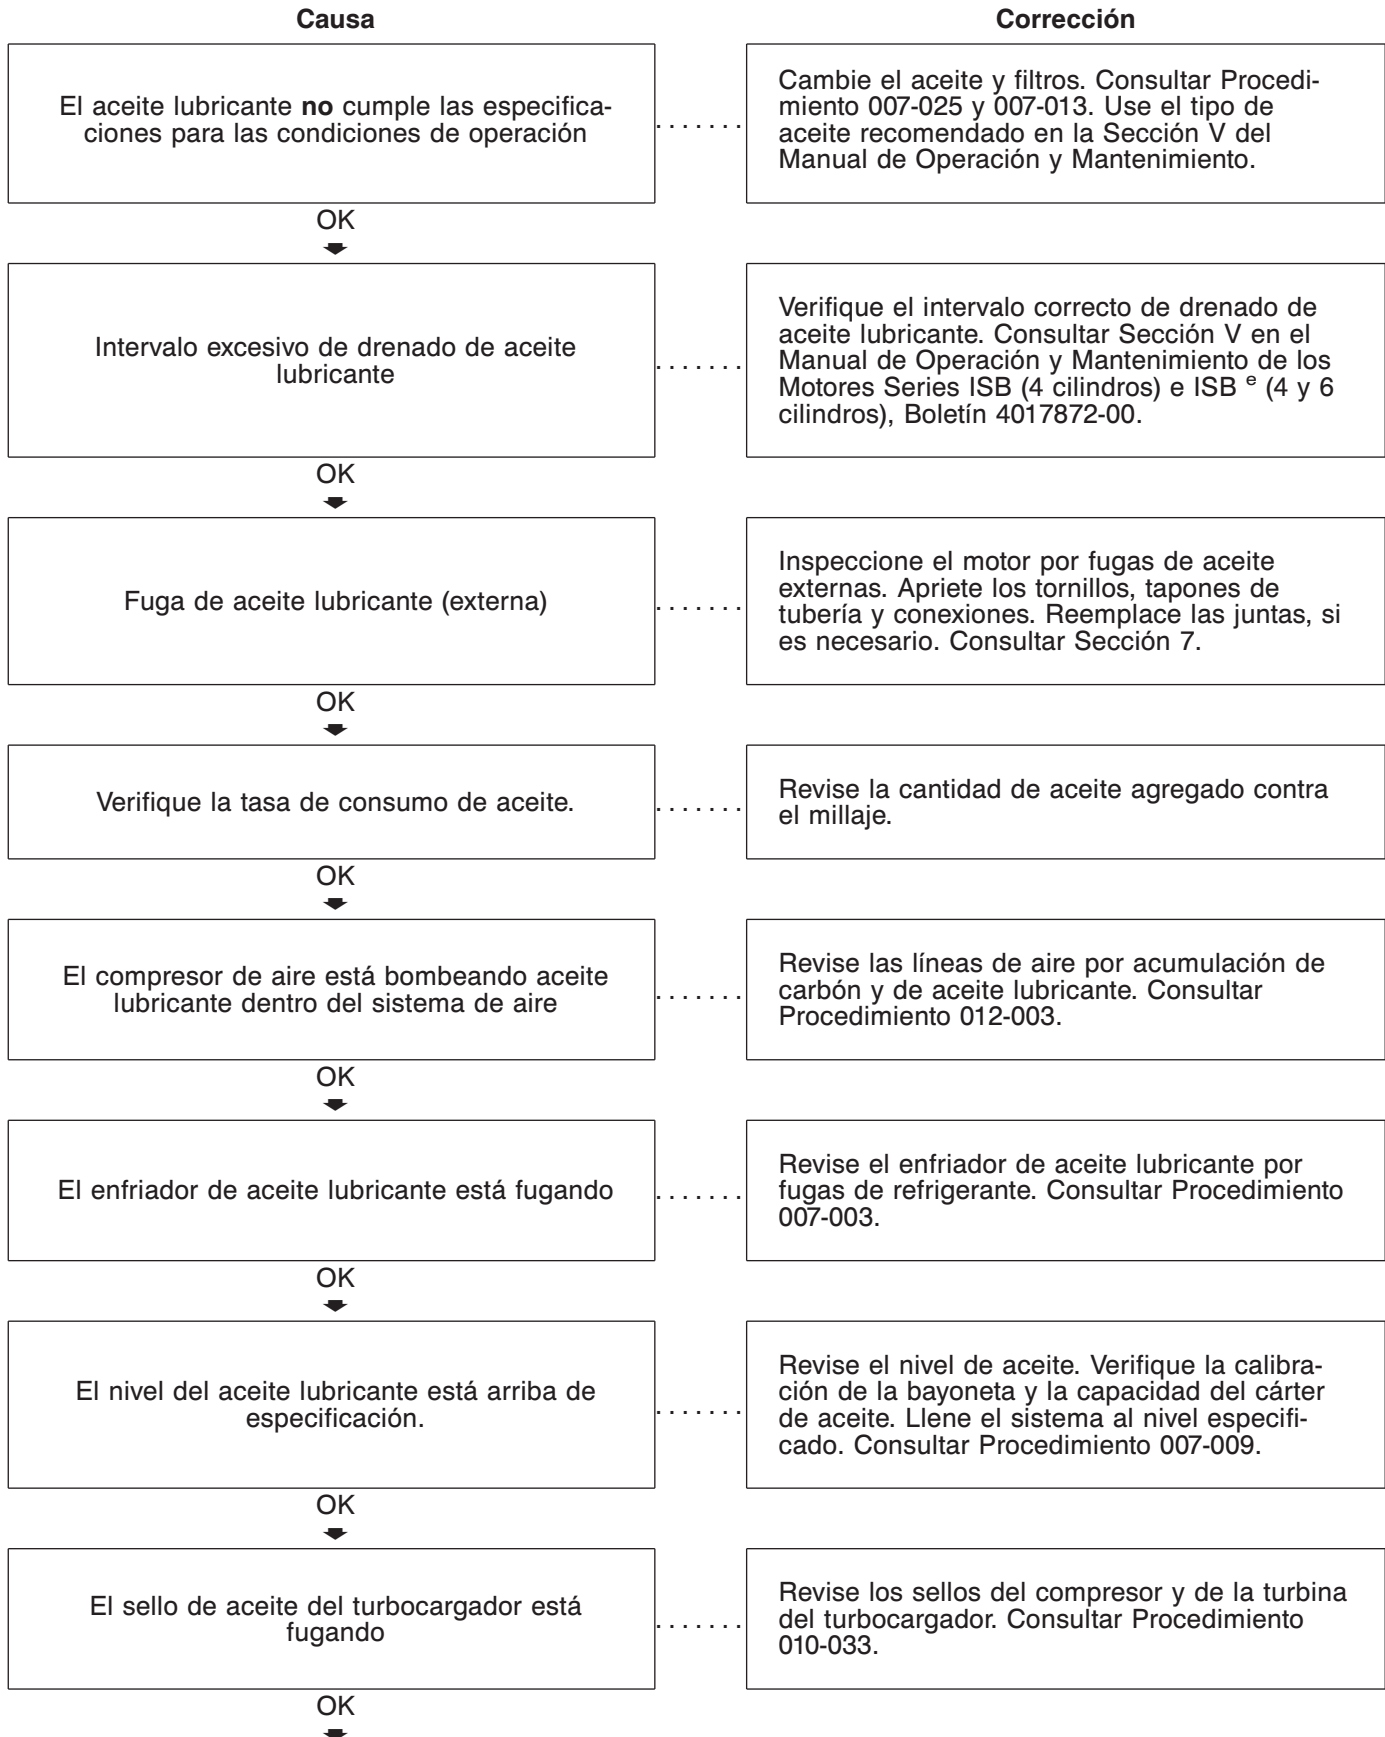 Causa
Corrección
El aceite lubricante no cumple las especifica-
ciones para las condiciones de operación
Cambie el aceite y filtros. Consultar Procedi-
miento 007-025 y 007-013. Use el tipo de
aceite recomendado en la Sección V del
Manual de Operación y Mantenimiento.
OK
Intervalo excesivo de drenado de aceite
lubricante
Verifique el intervalo correcto de drenado de
aceite lubricante. Consultar Sección V en el
Manual de Operación y Mantenimiento de los
Motores Series ISB (4 cilindros) e ISB e (4 y 6
cilindros), Boletín 4017872-00.
OK
Fuga de aceite lubricante (externa)
Inspeccione el motor por fugas de aceite
externas. Apriete los tornillos, tapones de
tubería y conexiones. Reemplace las juntas, si
es necesario. Consultar Sección 7.
OK
Verifique la tasa de consumo de aceite.
Revise la cantidad de aceite agregado contra
el millaje.
OK
El compresor de aire está bombeando aceite
lubricante dentro del sistema de aire
Revise las líneas de aire por acumulación de
carbón y de aceite lubricante. Consultar
Procedimiento 012-003.
OK
El enfriador de aceite lubricante está fugando
Revise el enfriador de aceite lubricante por
fugas de refrigerante. Consultar Procedimiento
007-003.
OK
El nivel del aceite lubricante está arriba de
especificación.
Revise el nivel de aceite. Verifique la calibra-
ción de la bayoneta y la capacidad del cárter
de aceite. Llene el sistema al nivel especifi-
cado. Consultar Procedimiento 007-009.
OK
El sello de aceite del turbocargador está
fugando
Revise los sellos del compresor y de la turbina
del turbocargador. Consultar Procedimiento
010-033.
OK